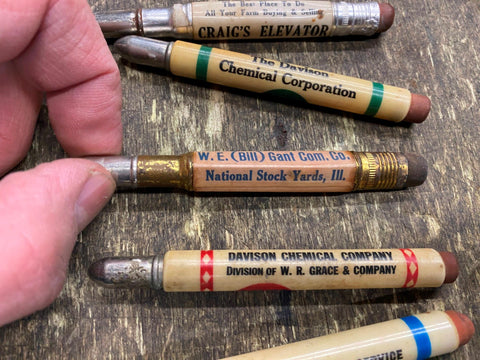 The Best Place To Do
All Your Farm Buying & Selling
CRAIG'S ELEVATOR
The Davison
Chemical Corporation
W. E. (Bill) Gant Com. Co.
National Stock Yards, Ill.
DAVISON CHEMICAL COMPANY
DIVISION OF W. R. GRACE & COMPANY
SERVICE